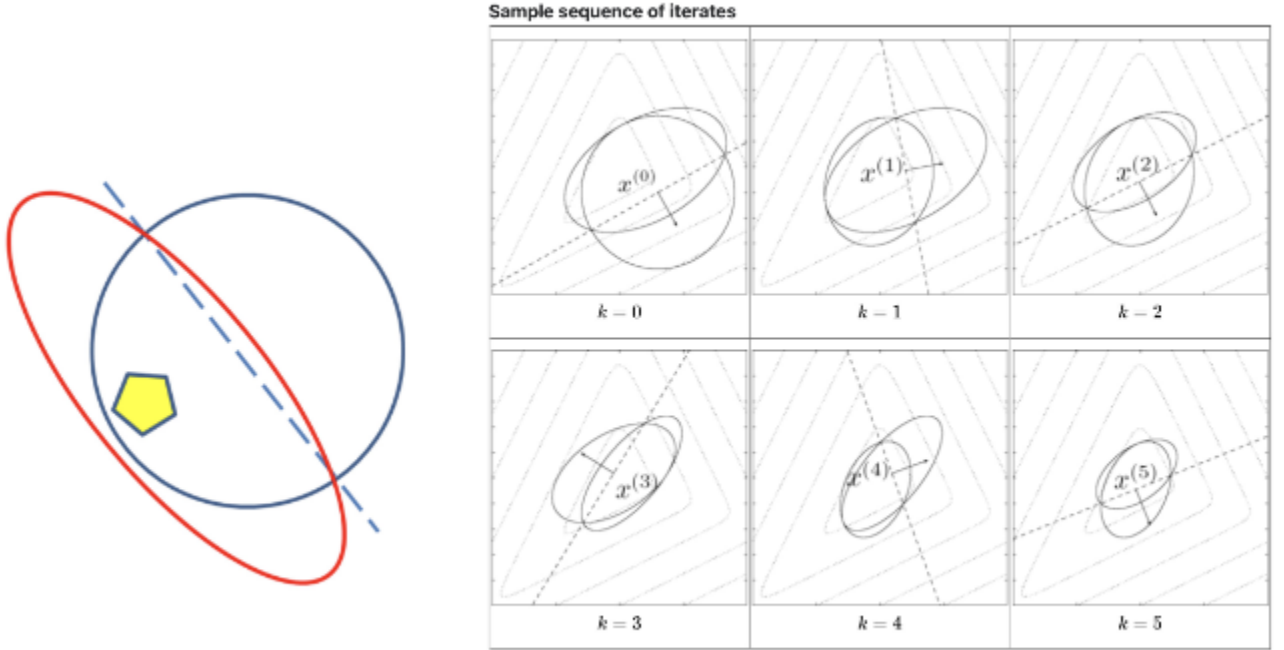 Sample sequence of iterates
x^{(0)} x^{(1)} x^{(2)}
k = 0 k = 1 k = 2
x^{(3)} x^{(4)} x^{(5)}
k = 3 k = 4 k = 5